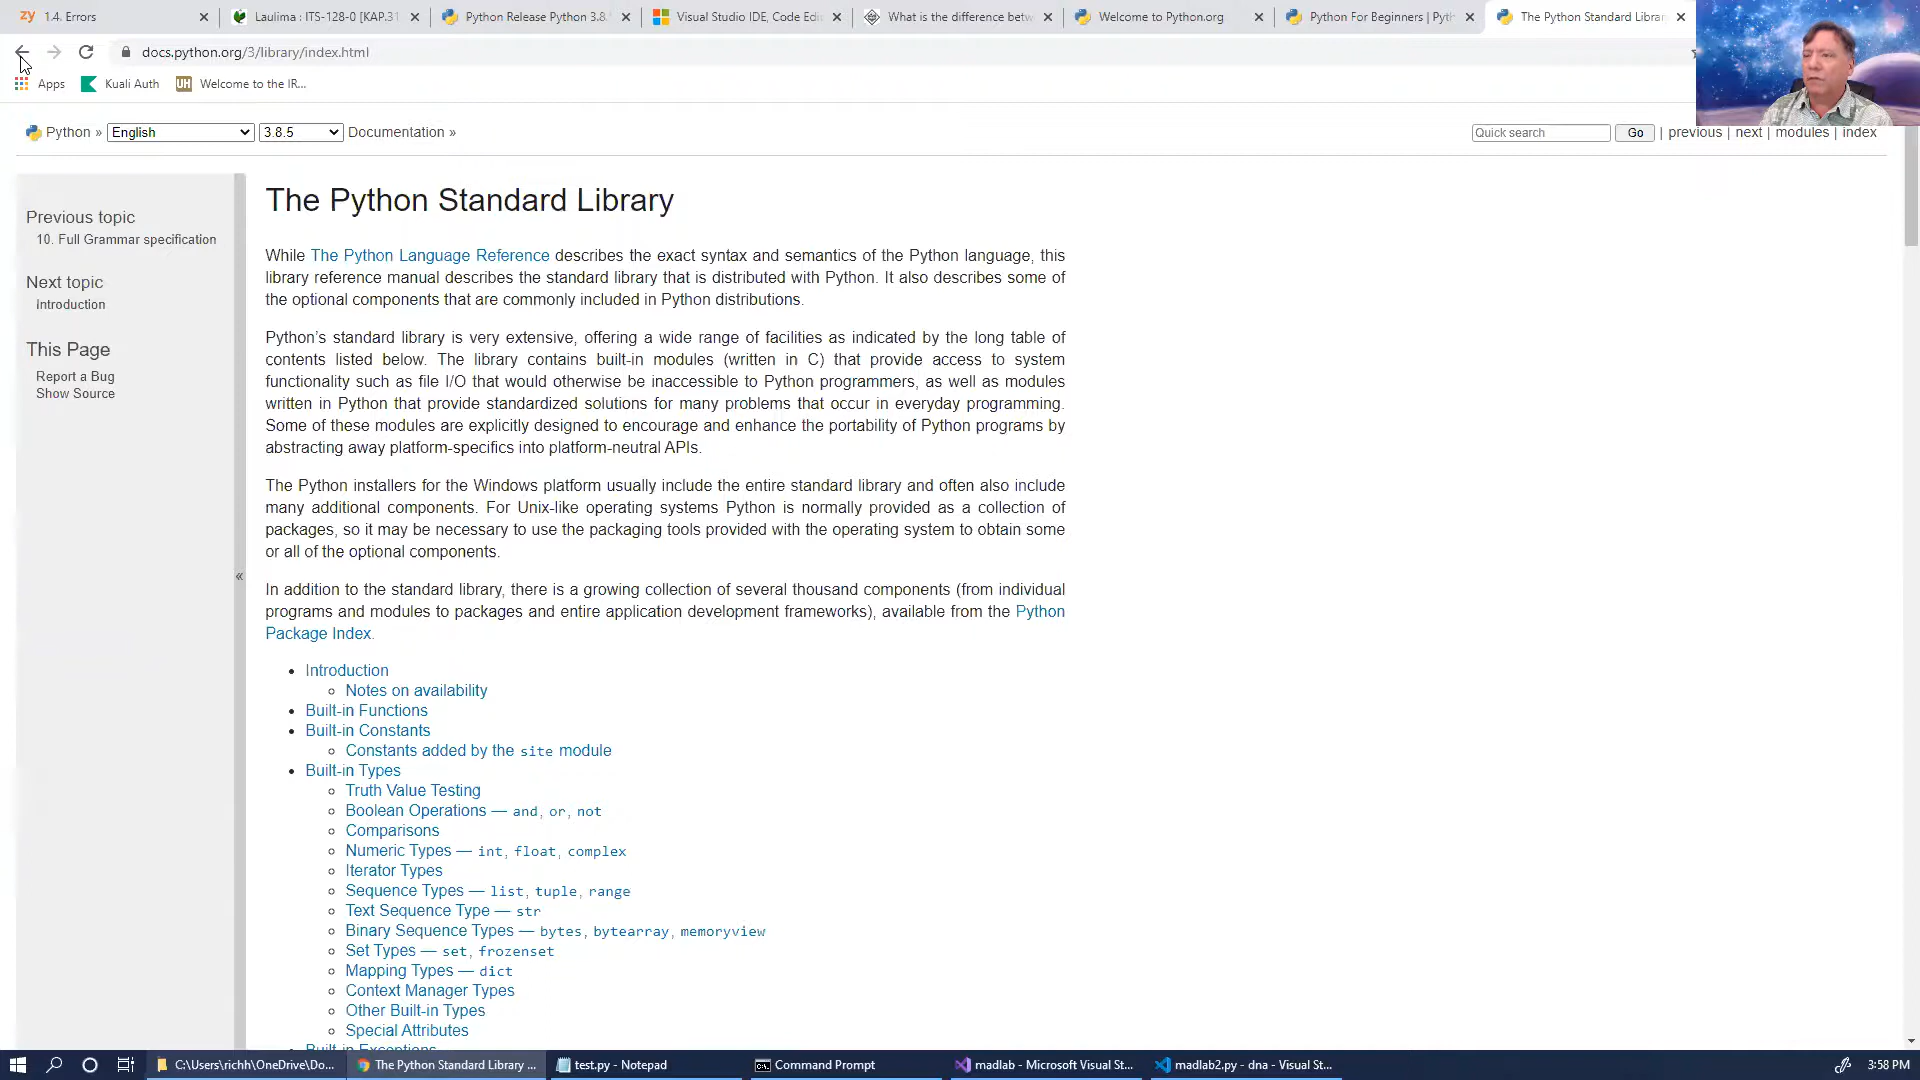 zy 1.4. Errors
Laulima : ITS-128-0 [KAP.31
Python Release Python 3.8.
Visual Studio IDE, Code Edi
What is the difference betw
Welcome to Python.org
Python For Beginners | Pyth
The Python Standard Librar
docs.python.org/3/library/index.html
Apps
Kuali Auth
UH Welcome to the IR...
Python » English 3.8.5 Documentation »
Quick search Go | previous | next | modules | index
Previous topic
10. Full Grammar specification
Next topic
Introduction
This Page
Report a Bug
Show Source
«
The Python Standard Library
While The Python Language Reference describes the exact syntax and semantics of the Python language, this
library reference manual describes the standard library that is distributed with Python. It also describes some of
the optional components that are commonly included in Python distributions.
Python’s standard library is very extensive, offering a wide range of facilities as indicated by the long table of
contents listed below. The library contains built-in modules (written in C) that provide access to system
functionality such as file I/O that would otherwise be inaccessible to Python programmers, as well as modules
written in Python that provide standardized solutions for many problems that occur in everyday programming.
Some of these modules are explicitly designed to encourage and enhance the portability of Python programs by
abstracting away platform-specifics into platform-neutral APIs.
The Python installers for the Windows platform usually include the entire standard library and often also include
many additional components. For Unix-like operating systems Python is normally provided as a collection of
packages, so it may be necessary to use the packaging tools provided with the operating system to obtain some
or all of the optional components.
In addition to the standard library, there is a growing collection of several thousand components (from individual
programs and modules to packages and entire application development frameworks), available from the Python
Package Index.
• Introduction
◦ Notes on availability
• Built-in Functions
• Built-in Constants
◦ Constants added by the site module
• Built-in Types
◦ Truth Value Testing
◦ Boolean Operations — and, or, not
◦ Comparisons
◦ Numeric Types — int, float, complex
◦ Iterator Types
◦ Sequence Types — list, tuple, range
◦ Text Sequence Type — str
◦ Binary Sequence Types — bytes, bytearray, memoryview
◦ Set Types — set, frozenset
◦ Mapping Types — dict
◦ Context Manager Types
◦ Other Built-in Types
◦ Special Attributes
• Built-in Exceptions
C:\Users\richh\OneDrive\Do...
The Python Standard Library ...
test.py - Notepad
Command Prompt
madlab - Microsoft Visual St...
madlab2.py - dna - Visual St...
3:58 PM